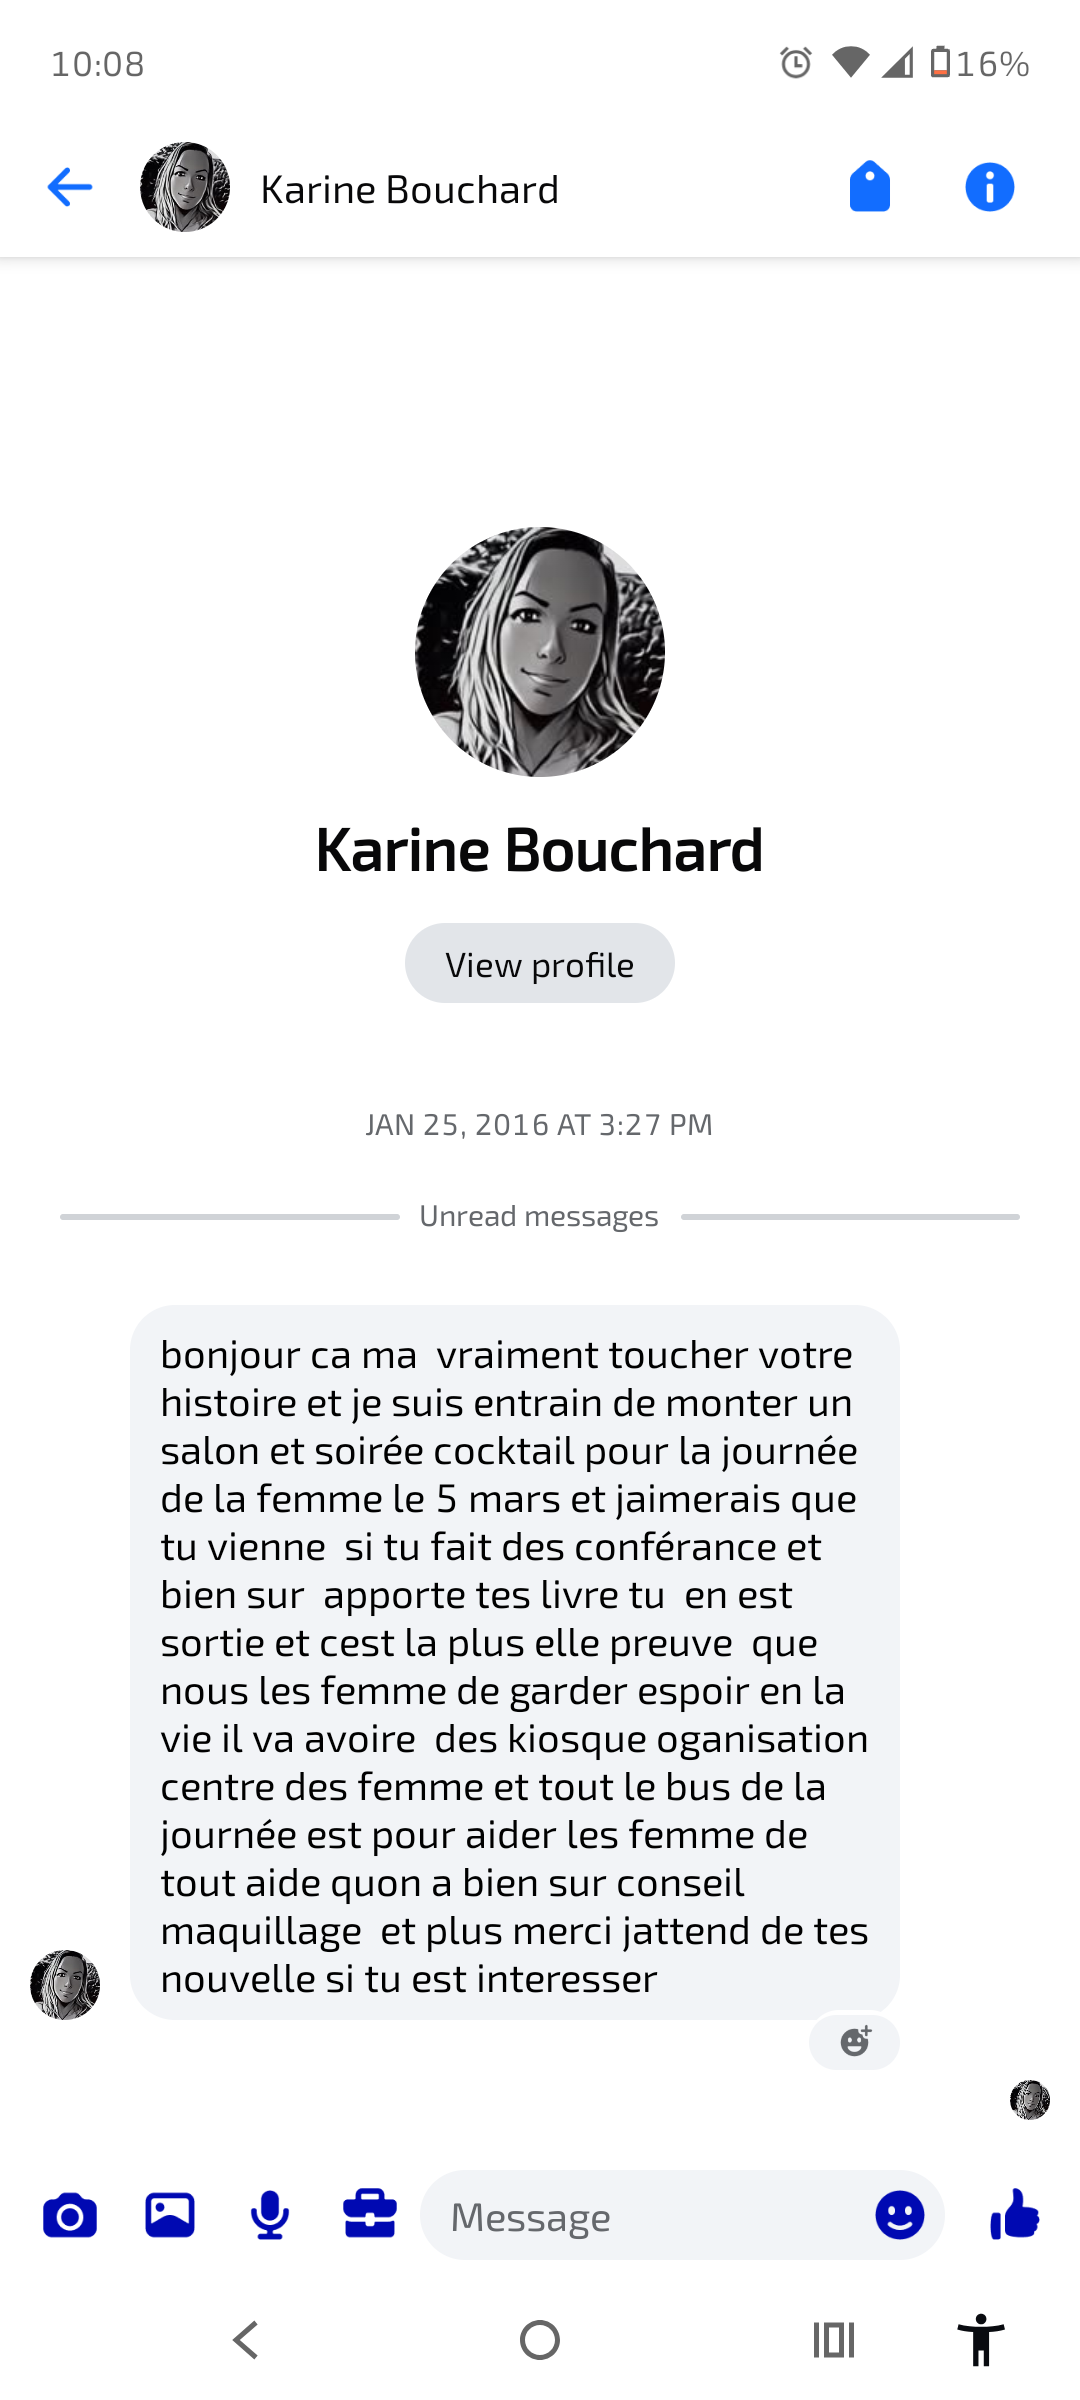 10:08
16%
Karine Bouchard
Karine Bouchard
View profile
JAN 25, 2016 AT 3:27 PM
Unread messages
bonjour ca ma  vraiment toucher votre
histoire et je suis entrain de monter un
salon et soirée cocktail pour la journée
de la femme le 5 mars et jaimerais que
tu vienne  si tu fait des conférance et
bien sur  apporte tes livre tu  en est
sortie et cest la plus elle preuve  que
nous les femme de garder espoir en la
vie il va avoire  des kiosque oganisation
centre des femme et tout le bus de la
journée est pour aider les femme de
tout aide quon a bien sur conseil
maquillage  et plus merci jattend de tes
nouvelle si tu est interesser
Message